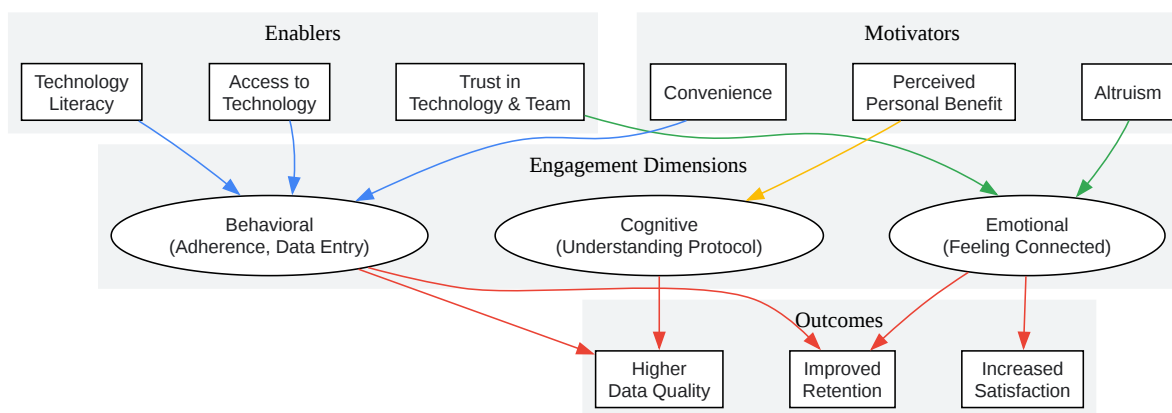 Enablers
Motivators
Technology
Literacy
Access to
Technology
Trust in
Technology & Team
Convenience
Perceived
Personal Benefit
Altruism
Engagement Dimensions
Behavioral
(Adherence, Data Entry)
Cognitive
(Understanding Protocol)
Emotional
(Feeling Connected)
Outcomes
Higher
Data Quality
Improved
Retention
Increased
Satisfaction